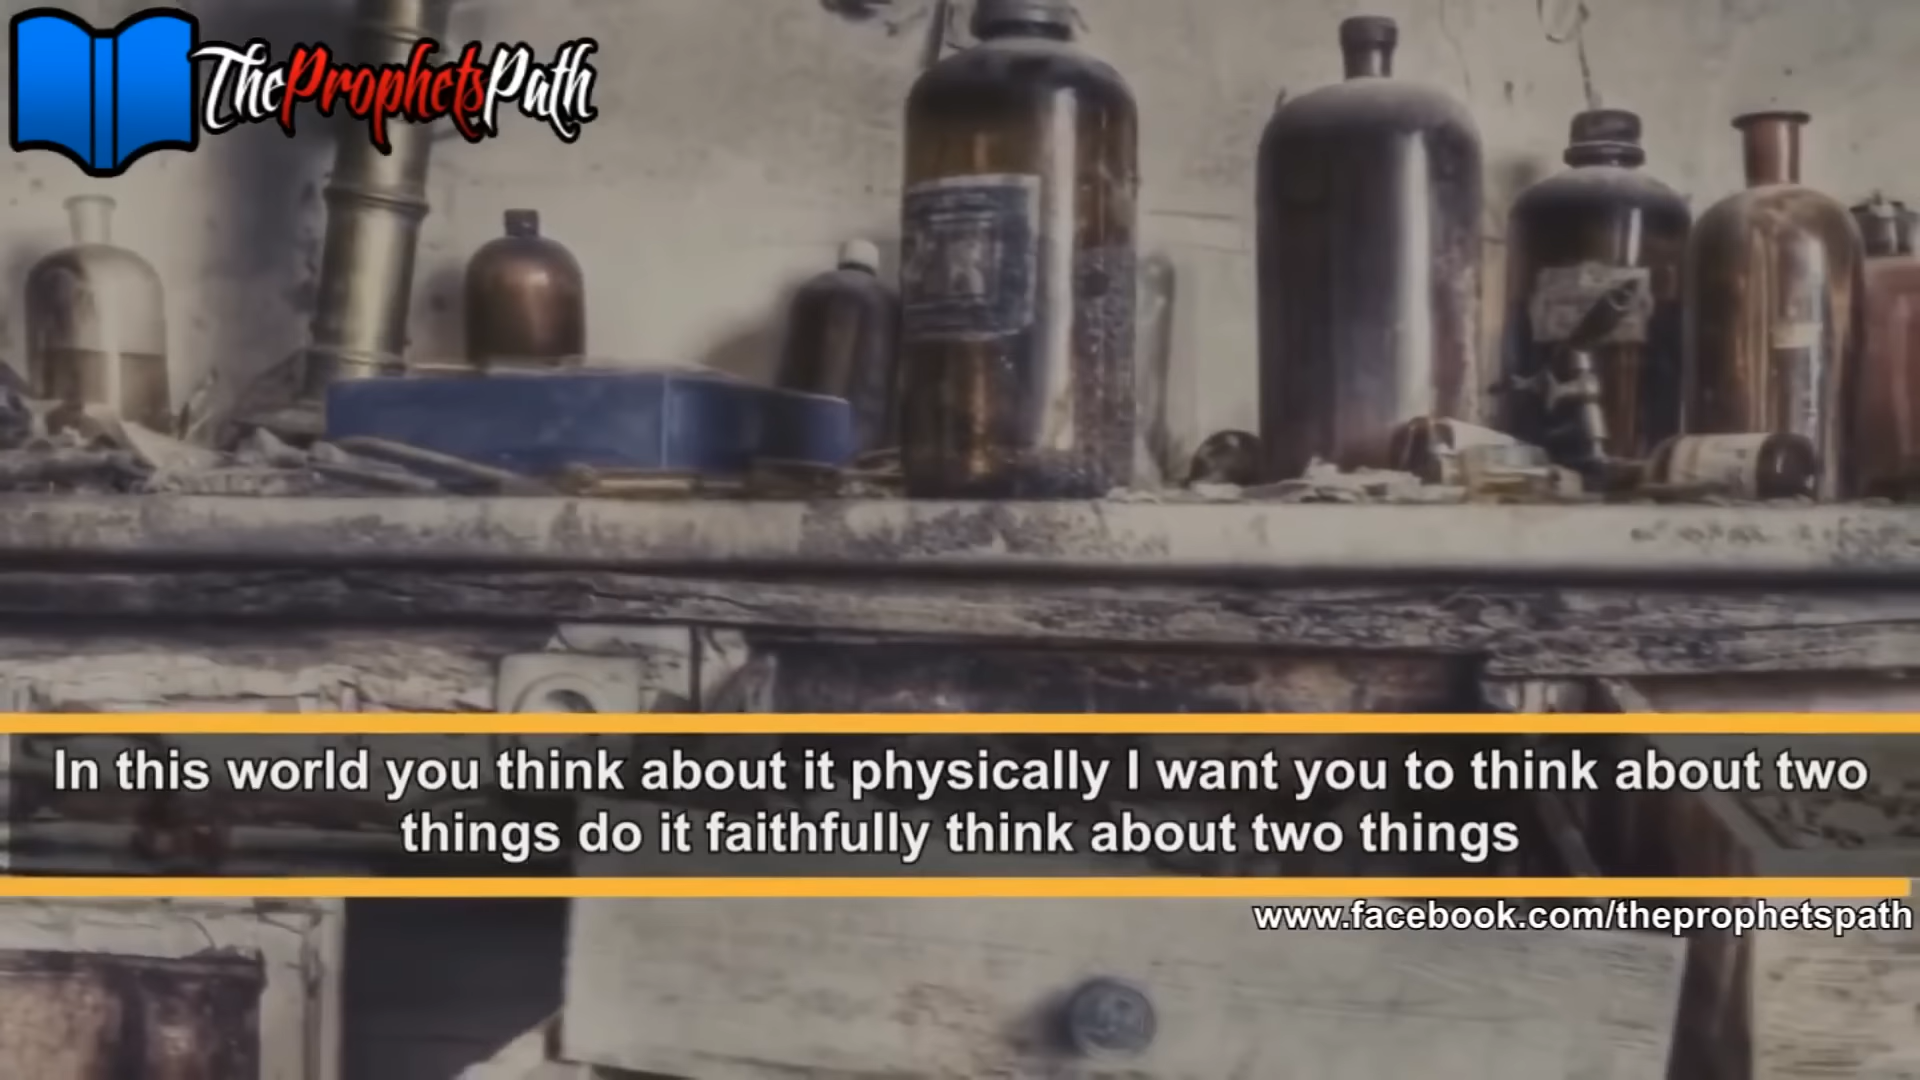 TheProphetsPath
In this world you think about it physically I want you to think about two
things do it faithfully think about two things
www.facebook.com/theprophetspath